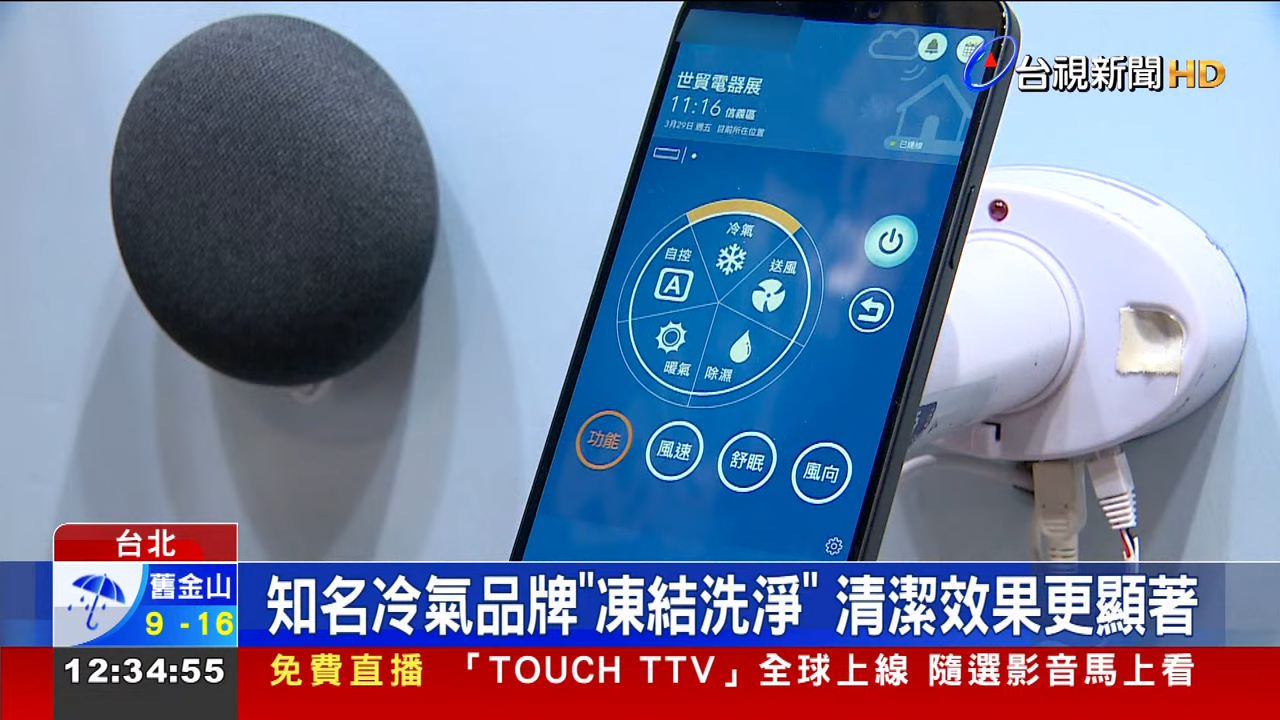 台視新聞HD
世貿電器展
11:16 信義區
3月29日 週五 目前所在位置
已連線
冷氣
自控
送風
A
暖氣
除濕
功能
風速
舒眠
風向
台北
舊金山
9 -16
知名冷氣品牌"凍結洗淨" 清潔效果更顯著
12:34:55
免費直播 「TOUCH TTV」全球上線 隨選影音馬上看